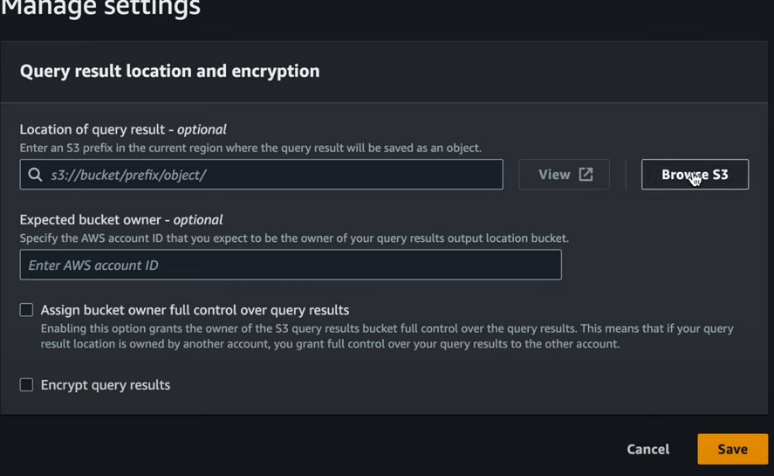 Manage settings
Query result location and encryption
Location of query result - optional
Enter an S3 prefix in the current region where the query result will be saved as an object.
s3://bucket/prefix/object/
View
Browse S3
Expected bucket owner - optional
Specify the AWS account ID that you expect to be the owner of your query results output location bucket.
Enter AWS account ID
Assign bucket owner full control over query results
Enabling this option grants the owner of the S3 query results bucket full control over the query results. This means that if your query
result location is owned by another account, you grant full control over your query results to the other account.
Encrypt query results
Cancel
Save